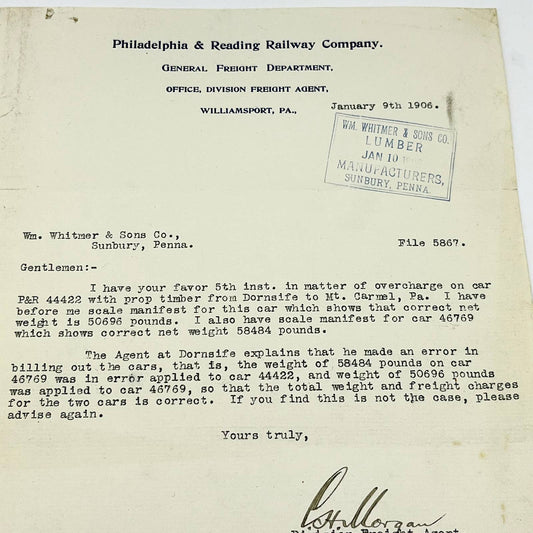 Philadelphia & Reading Railway Company.
GENERAL FREIGHT DEPARTMENT,
OFFICE, DIVISION FREIGHT AGENT,
WILLIAMSPORT, PA.,
January 9th 1906.
WM. WHITMER & SONS CO.
LUMBER
JAN 10
MANUFACTURERS,
SUNBURY, PENNA.
Wm. Whitmer & Sons Co.,
Sunbury, Penna.
File 5867.
Gentlemen:-
I have your favor 5th inst. in matter of overcharge on car
P&R 44422 with prop timber from Dornsife to Mt. Carmel, Pa. I have
before me scale manifest for this car which shows that correct net
weight is 50696 pounds. I also have scale manifest for car 46769
which shows correct net weight 58484 pounds.
The Agent at Dornsife explains that he made an error in
billing out the cars, that is, the weight of 58484 pounds on car
46769 was in error applied to car 44422, and weight of 50696 pounds
was applied to car 46769, so that the total weight and freight charges
for the two cars is correct. If you find this is not the case, please
advise again.
Yours truly,
C.H. Morgan
Division Freight Agent